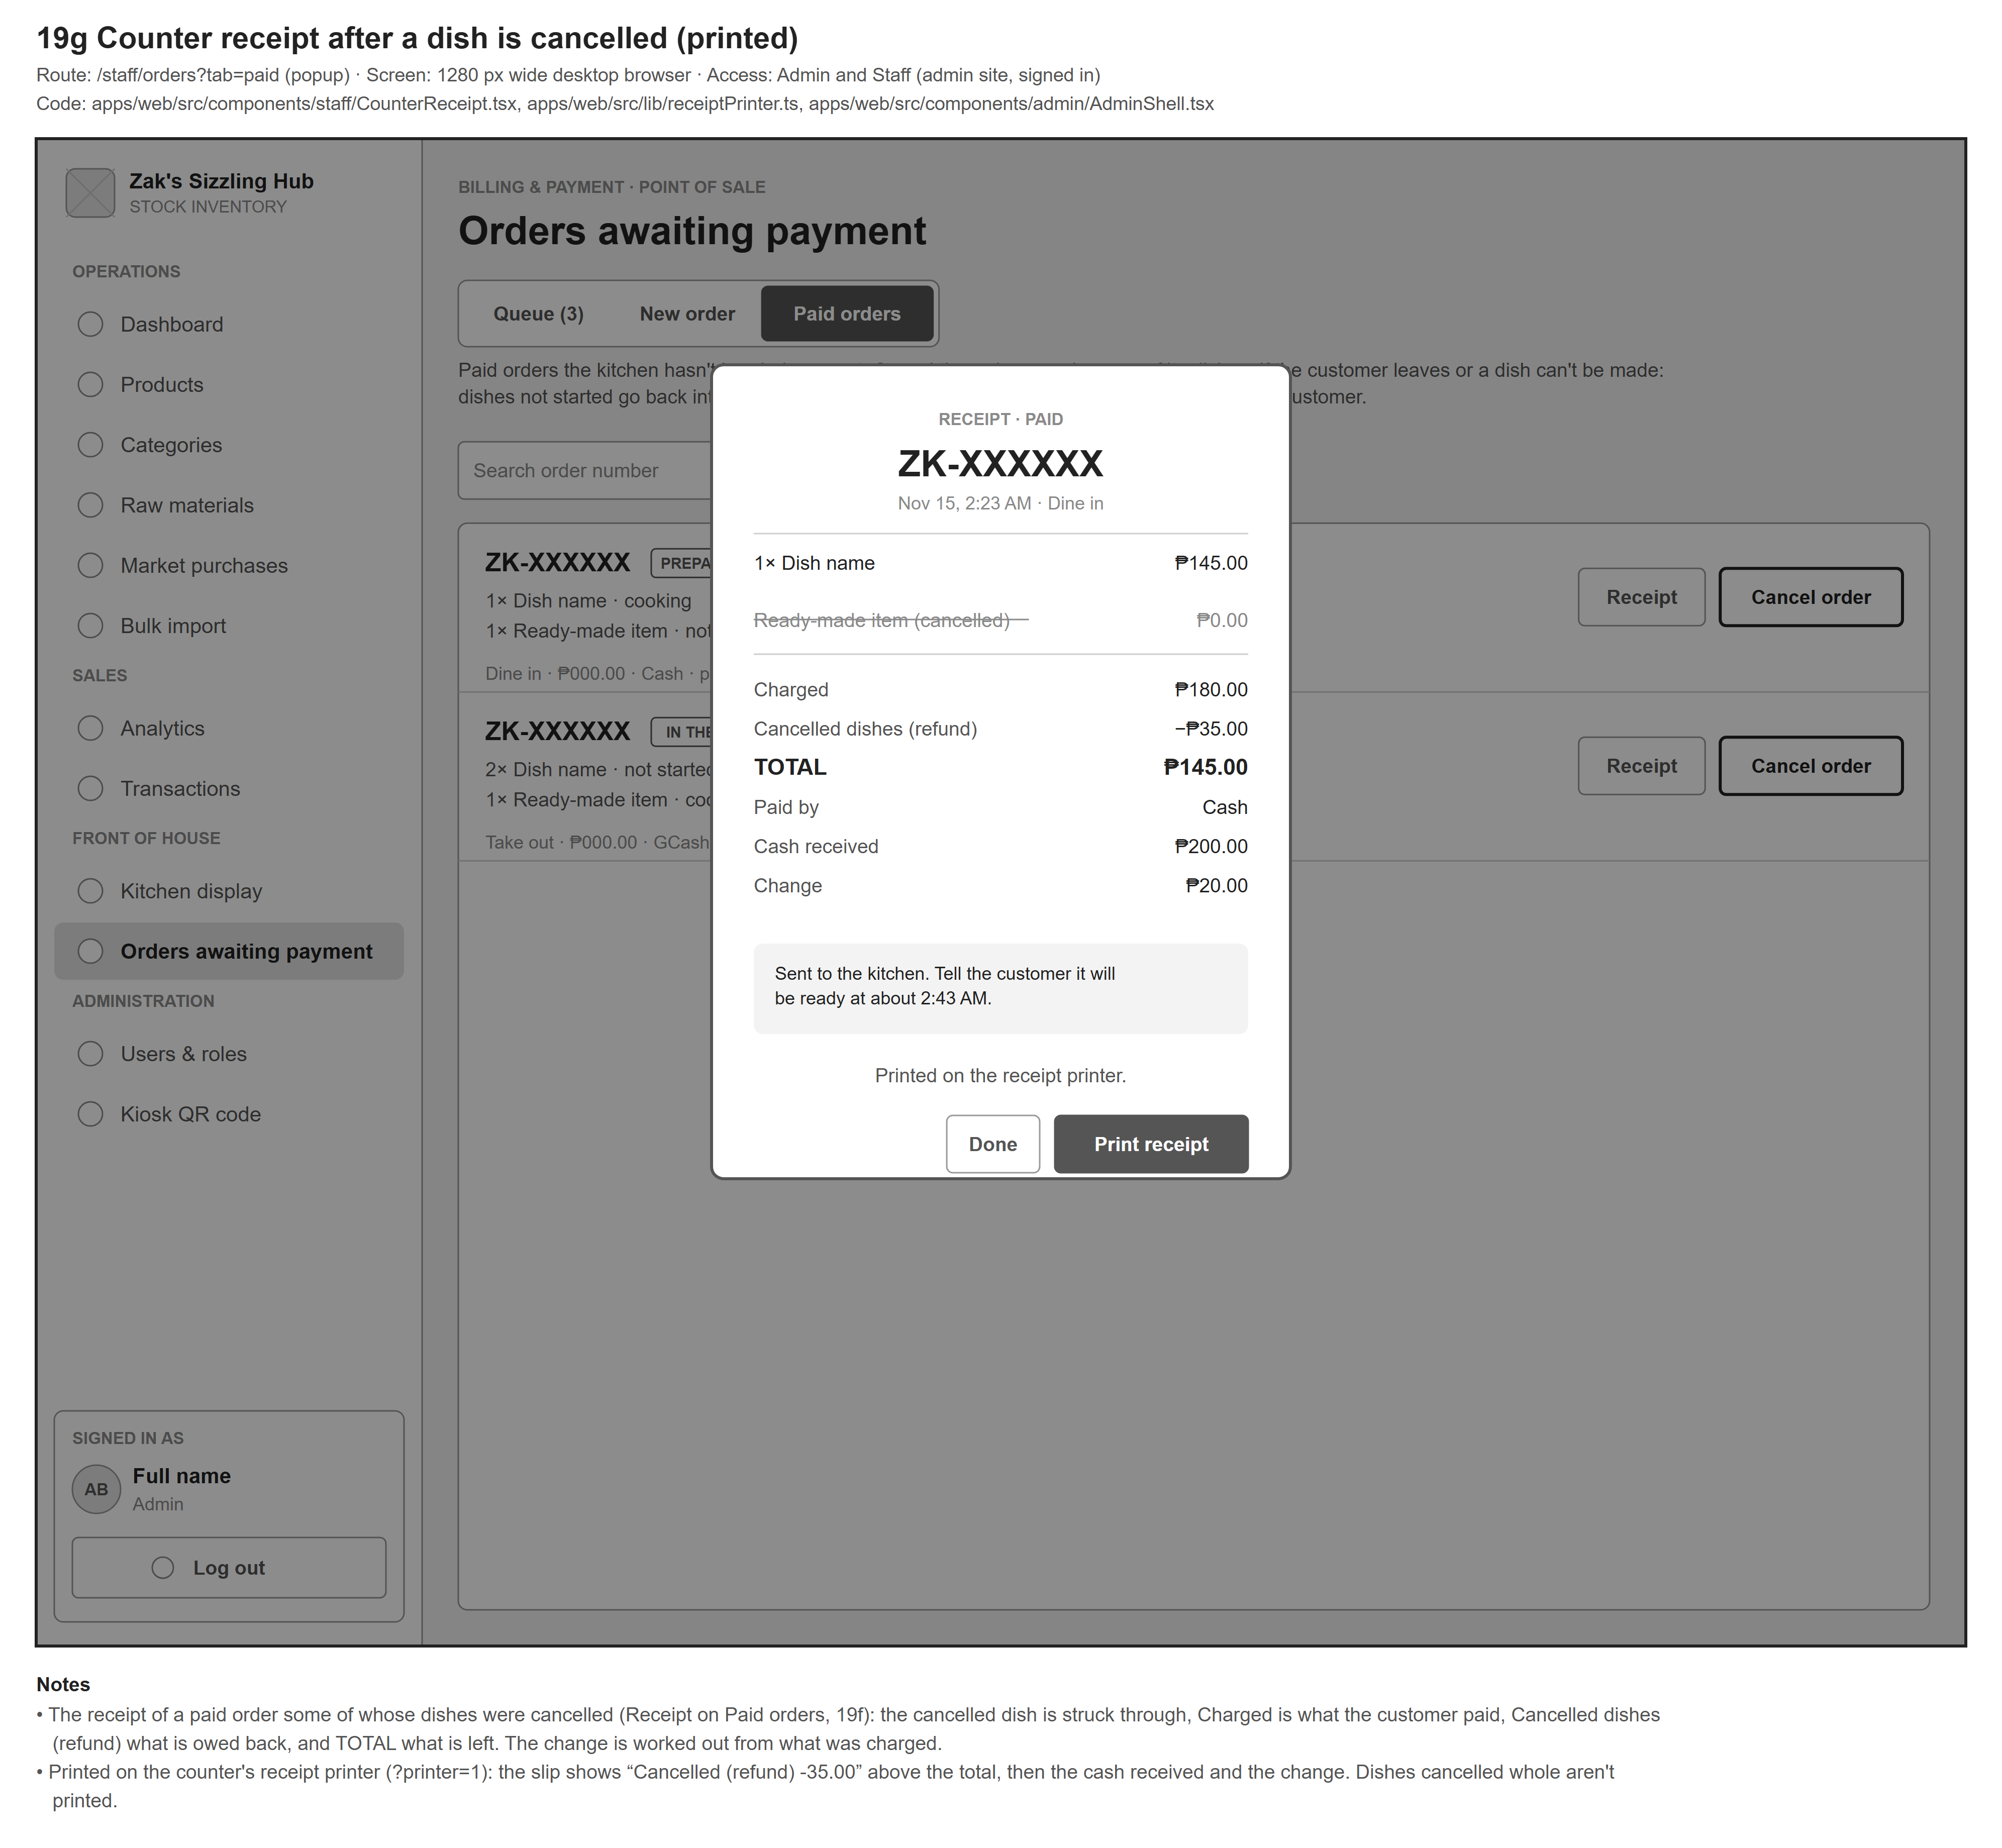 19g Counter receipt after a dish is cancelled (printed)
Route: /staff/orders?tab=paid (popup) · Screen: 1280 px wide desktop browser · Access: Admin and Staff (admin site, signed in)
Code: apps/web/src/components/staff/CounterReceipt.tsx, apps/web/src/lib/receiptPrinter.ts, apps/web/src/components/admin/AdminShell.tsx
Zak's Sizzling Hub
STOCK INVENTORY
OPERATIONS
Dashboard
Products
Categories
Raw materials
Market purchases
Bulk import
SALES
Analytics
Transactions
FRONT OF HOUSE
Kitchen display
Orders awaiting payment
ADMINISTRATION
Users & roles
Kiosk QR code
SIGNED IN AS
AB
Full name
Admin
Log out
BILLING & PAYMENT · POINT OF SALE
Orders awaiting payment
Queue (3)
New order
Paid orders
Paid orders the kitchen hasn't customer leaves or a dish can't be made:
dishes not started go back
Search order number
ZK-XXXXXX
1× Dish name · cooking
1× Ready-made item · not
Dine in · ₱000.00 · Cash ·
Receipt
Cancel order
ZK-XXXXXX
IN THE
2× Dish name · not started
1× Ready-made item ·
Take out · ₱000.00 · GCash
Receipt
Cancel order
RECEIPT · PAID
ZK-XXXXXX
Nov 15, 2:23 AM · Dine in
1× Dish name ₱145.00
Ready-made item (cancelled) ₱0.00
Charged ₱180.00
Cancelled dishes (refund) −₱35.00
TOTAL ₱145.00
Paid by Cash
Cash received ₱200.00
Change ₱20.00
Sent to the kitchen. Tell the customer it will
be ready at about 2:43 AM.
Printed on the receipt printer.
Done
Print receipt
Notes
• The receipt of a paid order some of whose dishes were cancelled (Receipt on Paid orders, 19f): the cancelled dish is struck through, Charged is what the customer paid, Cancelled dishes
(refund) what is owed back, and TOTAL what is left. The change is worked out from what was charged.
• Printed on the counter's receipt printer (?printer=1): the slip shows “Cancelled (refund) -35.00” above the total, then the cash received and the change. Dishes cancelled whole aren't
printed.